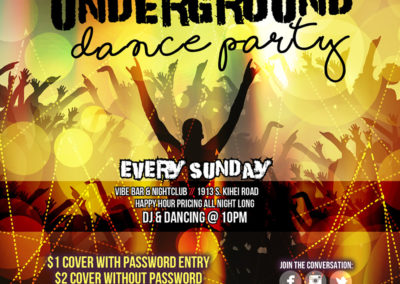 UNDERGROUND
dance party
EVERY SUNDAY
VIBE BAR & NIGHTCLUB // 1913 S. KIHEI ROAD
HAPPY HOUR PRICING ALL NIGHT LONG
DJ & DANCING @ 10PM
$1 COVER WITH PASSWORD ENTRY
$2 COVER WITHOUT PASSWORD
JOIN THE CONVERSATION: